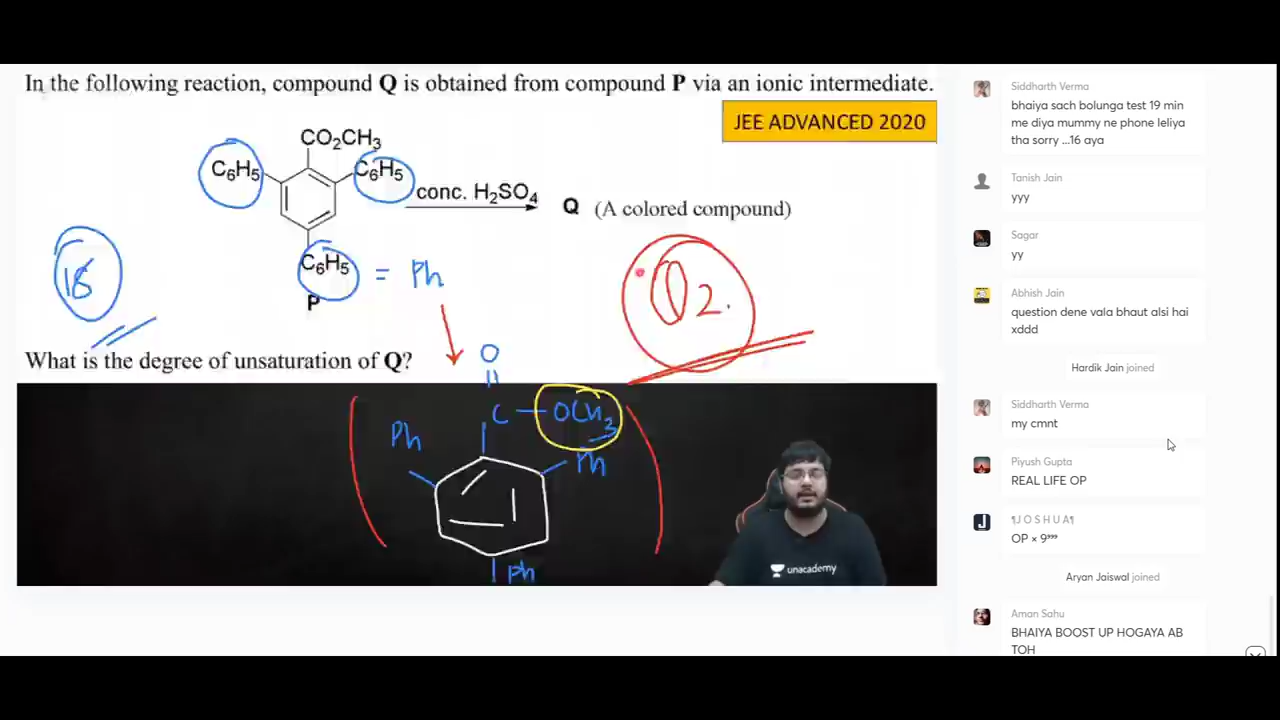 In the following reaction, compound Q is obtained from compound P via an ionic intermediate.
JEE ADVANCED 2020
CO₂CH₃
C₆H₅
C₆H₅
conc. H₂SO₄
Q (A colored compound)
C₆H₅
= Ph
P
18
Q2.
What is the degree of unsaturation of Q?
O
C
OCH₃
Ph
Ph
Ph
unacademy
Siddharth Verma
bhaiya sach bolunga test 19 min
me diya mummy ne phone leliya
tha sorry ...16 aya
Tanish Jain
yyy
Sagar
yy
Abhish Jain
question dene vala bhaut alsi hai
xddd
Hardik Jain joined
Siddharth Verma
my cmnt
Piyush Gupta
REAL LIFE OP
J
¶J O S H U A¶
OP × 9⁹⁹⁹
Aryan Jaiswal joined
Aman Sahu
BHAIYA BOOST UP HOGAYA AB
TOH